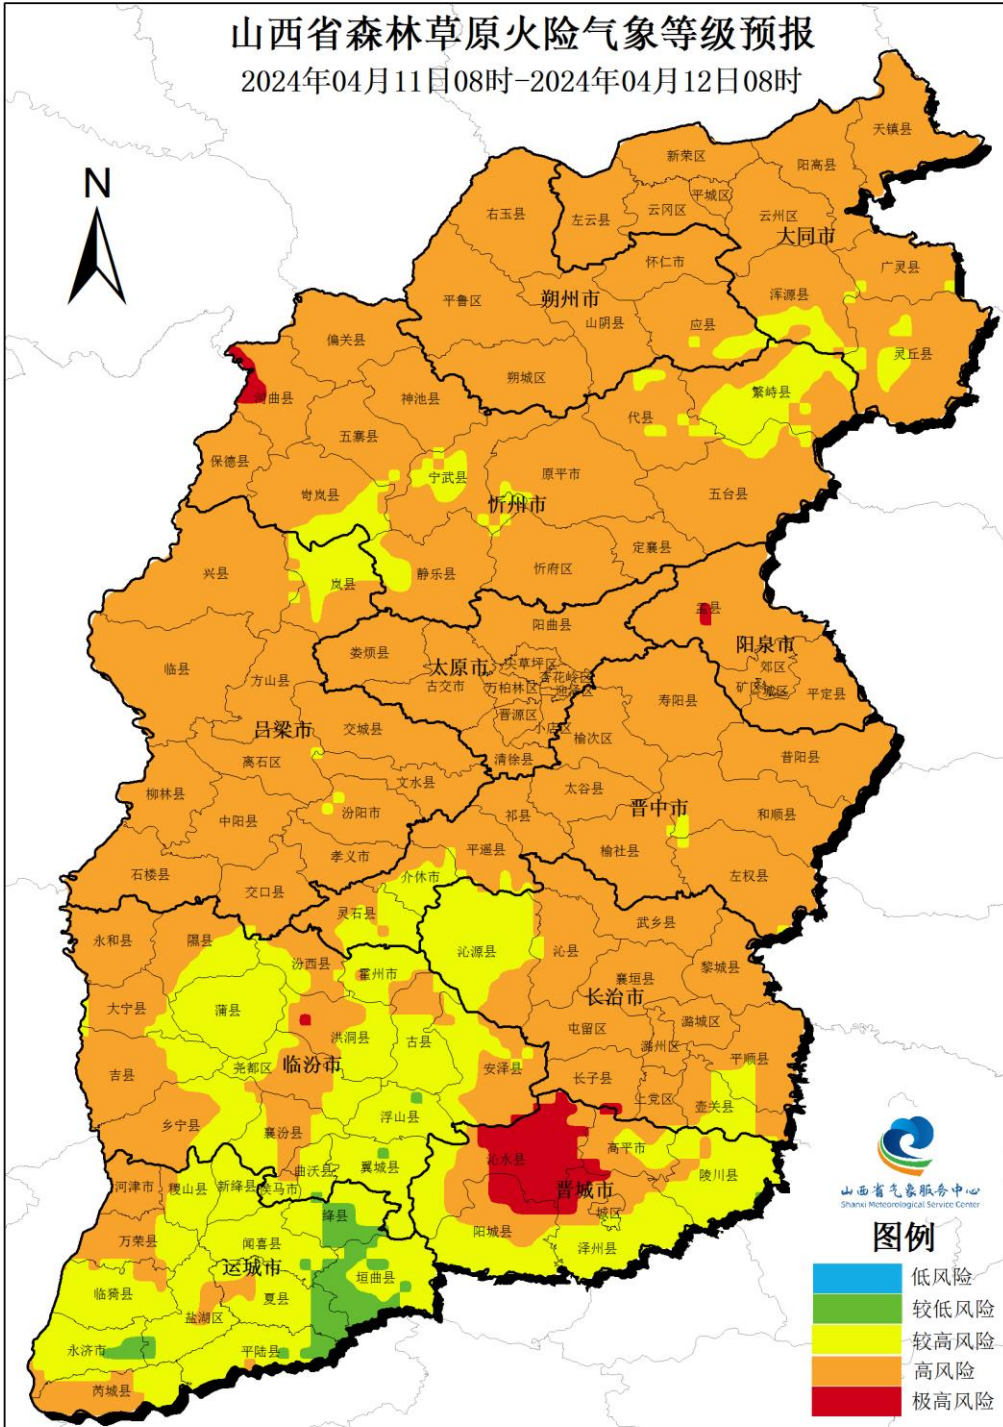 山西省森林草原火险气象等级预报
2024年04月11日08时-2024年04月12日08时
N
天镇县
新荣区
阳高县
平城区
右玉县
左云县
云冈区
云州区
大同市
怀仁市
广灵县
浑源县
平鲁区
朔州市
山阴县
应县
偏关县
灵丘县
朔城区
河曲县
神池县
繁峙县
代县
五寨县
保德县
宁武县
原平市
岢岚县
忻州市
五台县
定襄县
兴县
岚县
静乐县
忻府区
盂县
阳曲县
阳泉市
娄烦县
太原市
尖草坪区
郊区
临县
杏花岭区
方山县
古交市
万柏林区
迎泽区
矿区
城区
平定县
寿阳县
晋源区
吕梁市
交城县
小店区
榆次区
离石区
清徐县
昔阳县
文水县
太谷县
柳林县
晋中市
中阳县
汾阳市
祁县
和顺县
孝义市
平遥县
榆社县
石楼县
介休市
左权县
交口县
灵石县
武乡县
永和县
隰县
沁源县
沁县
汾西县
霍州市
襄垣县
黎城县
长治市
大宁县
蒲县
潞城区
屯留区
洪洞县
古县
潞州区
平顺县
吉县
尧都区
临汾市
安泽县
长子县
上党区
壶关县
乡宁县
浮山县
襄汾县
高平市
沁水县
曲沃县
翼城县
陵川县
河津市
稷山县
新绛县
侯马市
晋城市
山西省气象服务中心
Shanxi Meteorological Service Center
绛县
城区
阳城县
万荣县
闻喜县
泽州县
图例
运城市
垣曲县
临猗县
夏县
低风险
盐湖区
较低风险
永济市
平陆县
较高风险
高风险
芮城县
极高风险